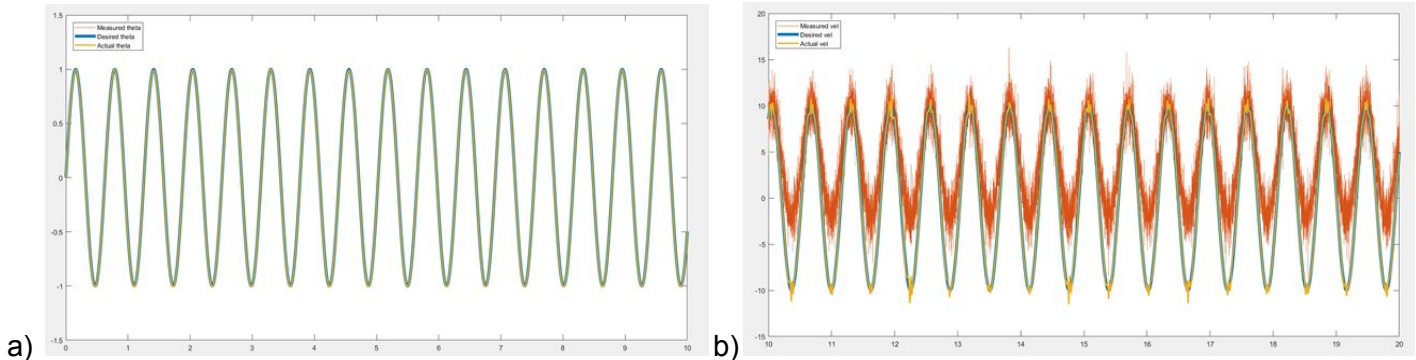 a)
1.5
1
0.5
0
-0.5
-1
-1.5
0 1 2 3 4 5 6 7 8 9 10
Measured theta
Desired theta
Actual theta
b)
20
15
10
5
0
-5
-10
-15
10 11 12 13 14 15 16 17 18 19 20
Measured vel
Desired vel
Actual vel